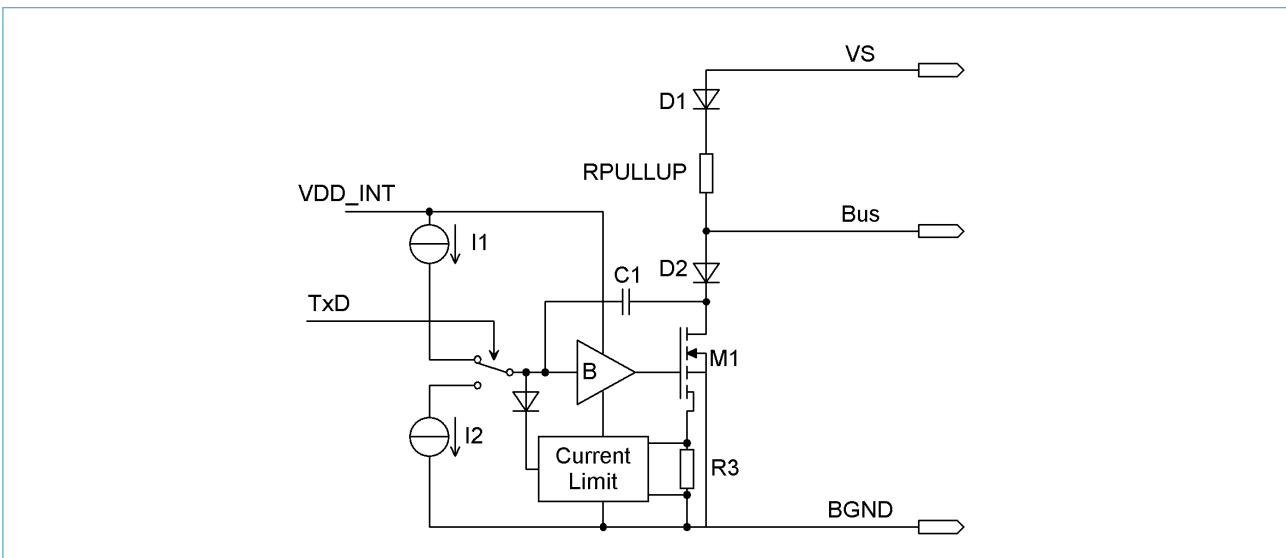 VS
D1
RPULLUP
VDD_INT
Bus
I1
D2
C1
TxD
M1
B
I2
Current
Limit
R3
BGND